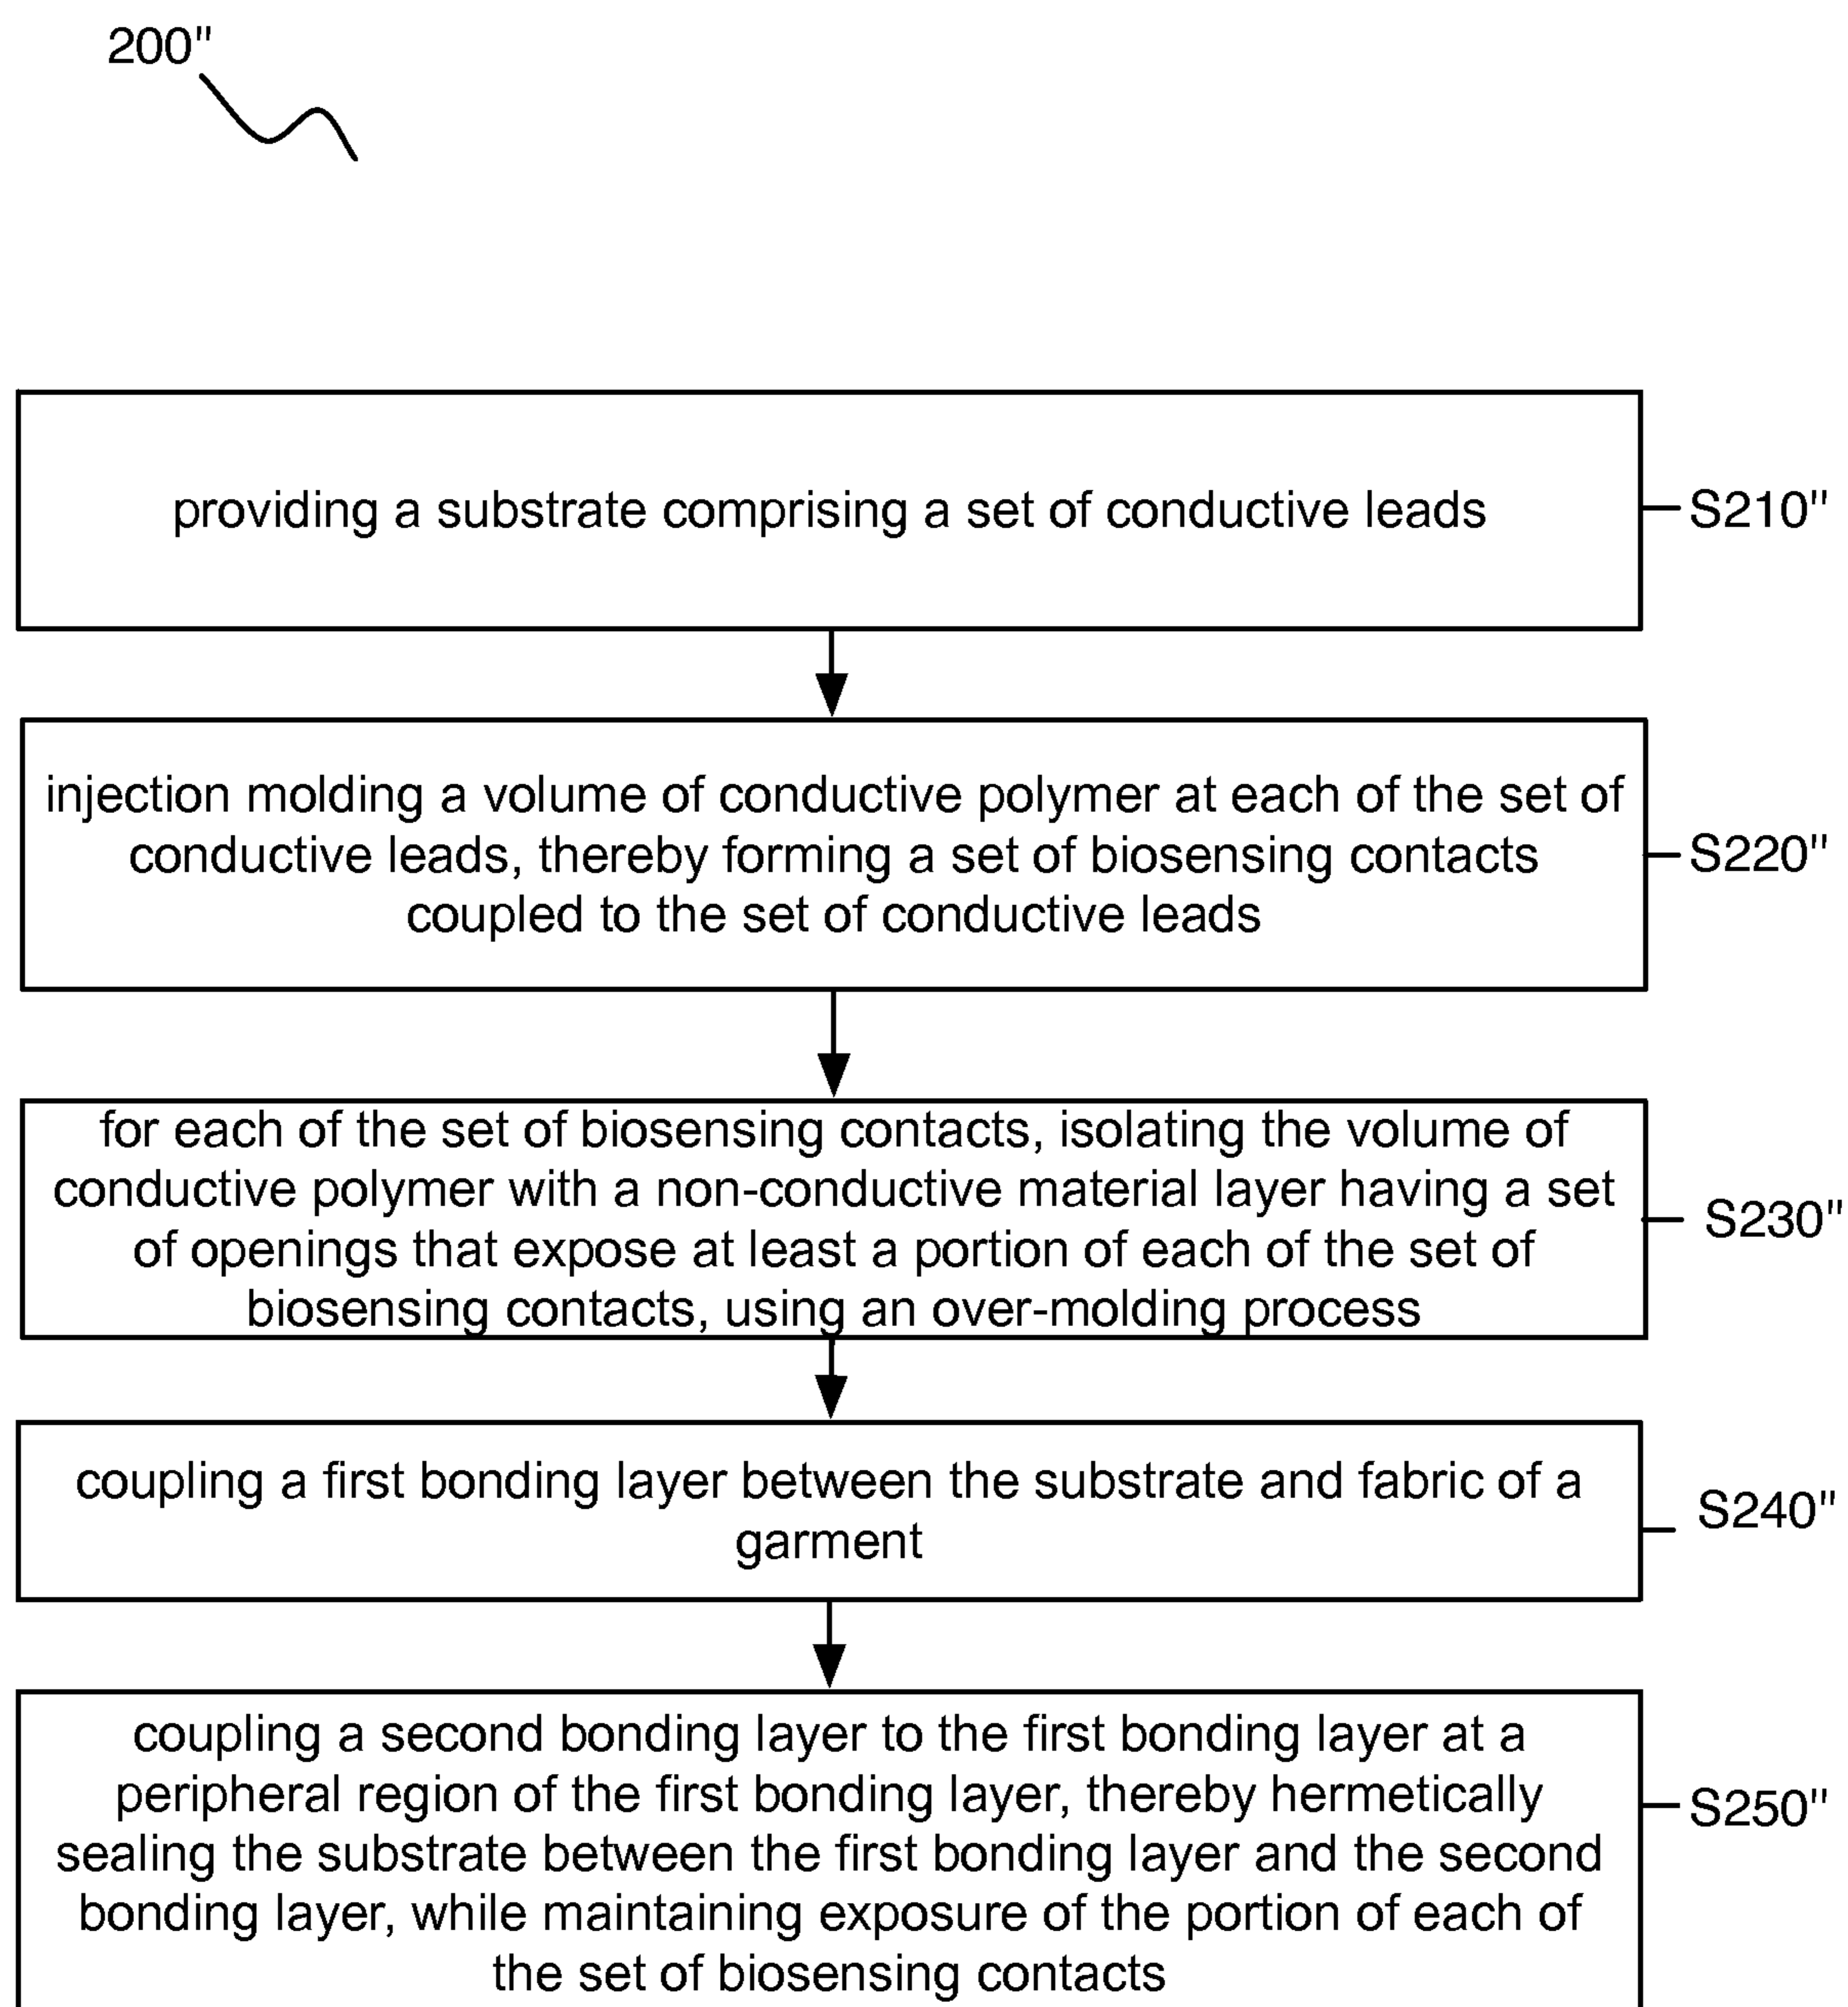 200"
providing a substrate comprising a set of conductive leads
S210"
injection molding a volume of conductive polymer at each of the set of
conductive leads, thereby forming a set of biosensing contacts
coupled to the set of conductive leads
S220"
for each of the set of biosensing contacts, isolating the volume of
conductive polymer with a non-conductive material layer having a set
of openings that expose at least a portion of each of the set of
biosensing contacts, using an over-molding process
S230"
coupling a first bonding layer between the substrate and fabric of a
garment
S240"
coupling a second bonding layer to the first bonding layer at a
peripheral region of the first bonding layer, thereby hermetically
sealing the substrate between the first bonding layer and the second
bonding layer, while maintaining exposure of the portion of each of
the set of biosensing contacts
S250"